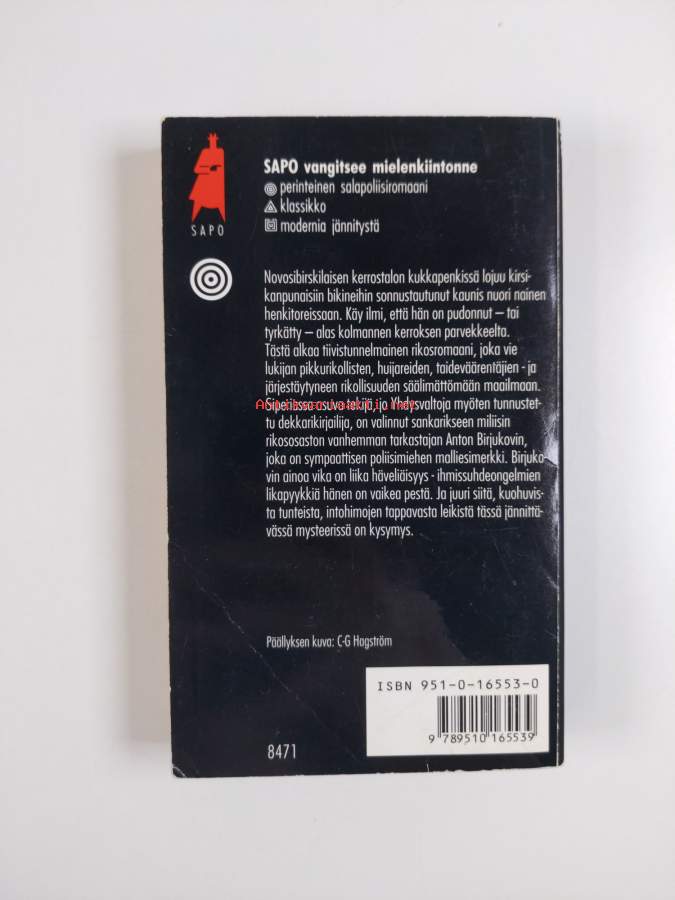 SAPO vangitsee mielenkiintonne
perinteinen salapoliisiromaani
klassikko
modernia jännitystä
SAPO
Novosibirskilaisen kerrostalon kukkapenkissä lojuu kirsi-
kanpunaisiin bikineihin sonnustautunut kaunis nuori nainen
henkitoreissaan. Käy ilmi, että hän on pudonnut – tai
tyrkätty – alas kolmannen kerroksen parvekkeelta.
Tästä alkaa tiivistunnelmainen rikosromaani, joka vie
lukijan pikkurikollisten, huijareiden, taideväärentäjien - ja
järjestäytyneen rikollisuuden säälimättömään maailmaan.
Siperiassa asuva tekijä, jo Yhdysvaltoja myöten tunnustet-
tu dekkarikirjailija, on valinnut sankarikseen miliisin
rikososaston vanhemman tarkastajan Anton Birjukovin,
joka on sympaattisen poliisimiehen malliesimerkki. Birjuko-
vin ainoa vika on liika häveliäisyys - ihmissuhdeongelmien
likapyykkiä hänen on vaikea pestä. Ja juuri siitä, kuohuvis-
ta tunteista, intohimojen tappavasta leikistä tässä jännittä-
vässä mysteerissä on kysymys.
Päällyksen kuva: C-G Hagström
ISBN 951-0-16553-0
9 789510 165539
8471